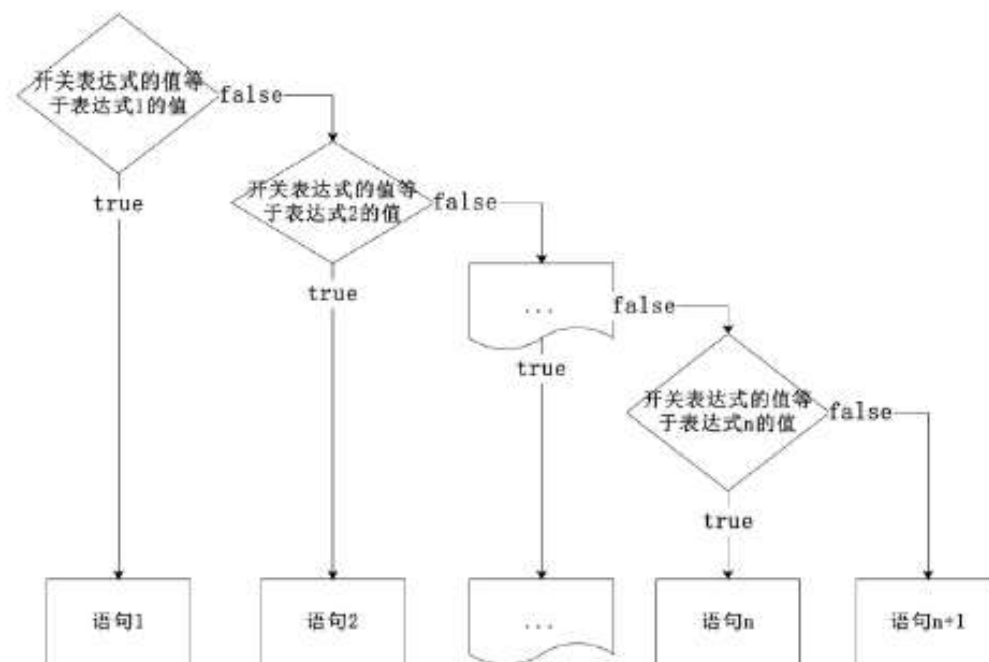 开关表达式的值等
于表达式1的值
false
true
开关表达式的值等
于表达式2的值
false
true
...
false
true
开关表达式的值等
于表达式n的值
false
true
语句1
语句2
...
语句n
语句n+1